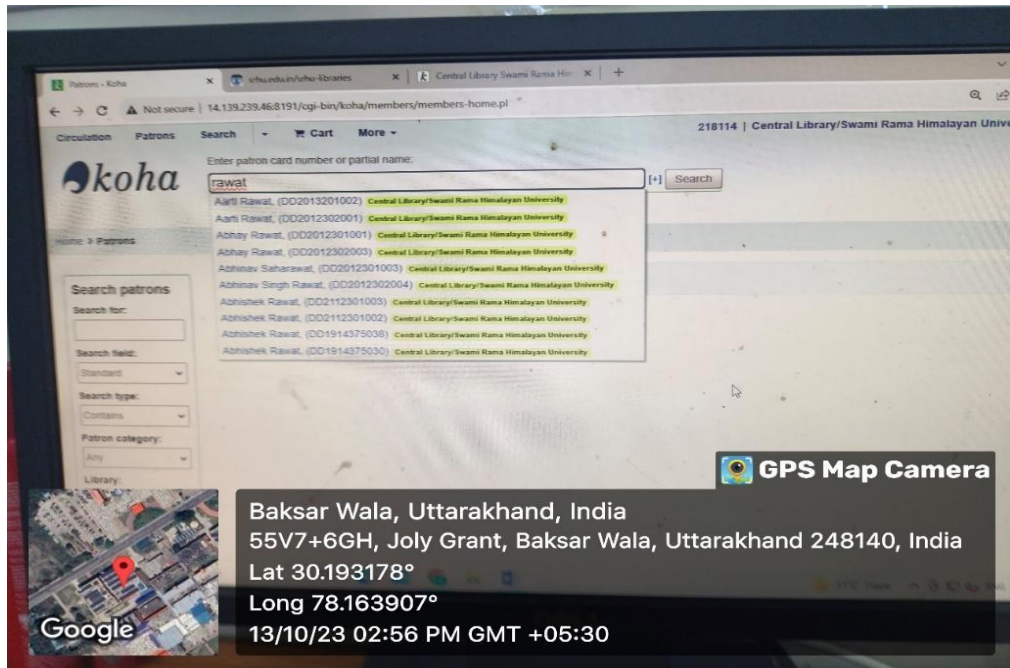 Patrons - Koha
srhu.edu.in/srhu-libraries
Central Library Swami Rama Him
Not secure | 14.139.239.46:8191/cgi-bin/koha/members/members-home.pl
Circulation Patrons Search Cart More
218114 | Central Library/Swami Rama Himalayan Unive
koha
Enter patron card number or partial name:
rawat
[+] Search
Aarti Rawat, (DD2013201002) Central Library/Swami Rama Himalayan University
Aarti Rawat, (DD2012302001) Central Library/Swami Rama Himalayan University
Abhay Rawat, (DD2012301001) Central Library/Swami Rama Himalayan University
Abhay Rawat, (DD2012302003) Central Library/Swami Rama Himalayan University
Abhinav Saharawat, (DD2012301003) Central Library/Swami Rama Himalayan University
Abhinav Singh Rawat, (DD2012302004) Central Library/Swami Rama Himalayan University
Abhishek Rawat, (DD2112301003) Central Library/Swami Rama Himalayan University
Abhishek Rawat, (DD2112301002) Central Library/Swami Rama Himalayan University
Abhishek Rawat, (DD1914375038) Central Library/Swami Rama Himalayan University
Abhishek Rawat, (DD1914375030) Central Library/Swami Rama Himalayan University
Home > Patrons
Search patrons
Search for:
Search field:
Standard
Search type:
Contains
Patron category:
Any
Library:
GPS Map Camera
Baksar Wala, Uttarakhand, India
55V7+6GH, Joly Grant, Baksar Wala, Uttarakhand 248140, India
Lat 30.193178°
Long 78.163907°
13/10/23 02:56 PM GMT +05:30
Google